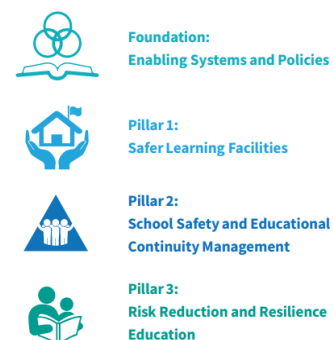 Foundation:
Enabling Systems and Policies
Pillar 1:
Safer Learning Facilities
Pillar 2:
School Safety and Educational
Continuity Management
Pillar 3:
Risk Reduction and Resilience
Education